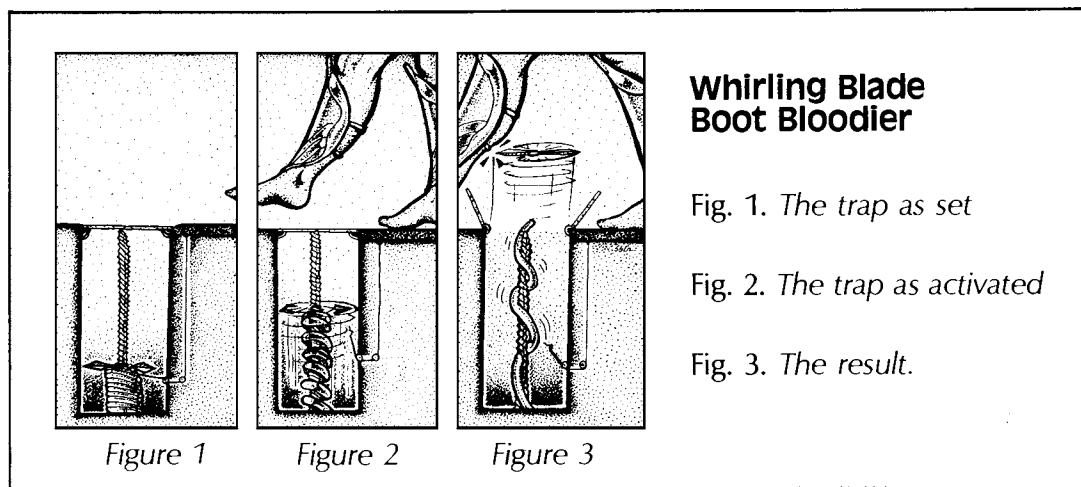 Whirling Blade
Boot Bloodier
Fig. 1. The trap as set
Fig. 2. The trap as activated
Fig. 3. The result.
Figure 1
Figure 2
Figure 3